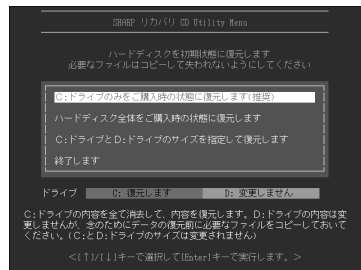 SHARP リカバリ CD Utility Menu
ハードディスクを初期状態に復元します
必要なファイルはコピーして失われないようにしてください
C:ドライブのみをご購入時の状態に復元します(推奨)
ハードディスク全体をご購入時の状態に復元します
C:ドライブとD:ドライブのサイズを指定して復元します
終了します
ドライブ C: 復元します D: 変更しません
C:ドライブの内容を全て消去して、内容を復元します。D:ドライブの内容は変
更しませんが、念のためにデータの復元前に必要なファイルをコピーしておいて
ください。(C:とD:ドライブのサイズは変更されません)
<[↑]/[↓]キーで選択して[Enter]キーで実行します。>